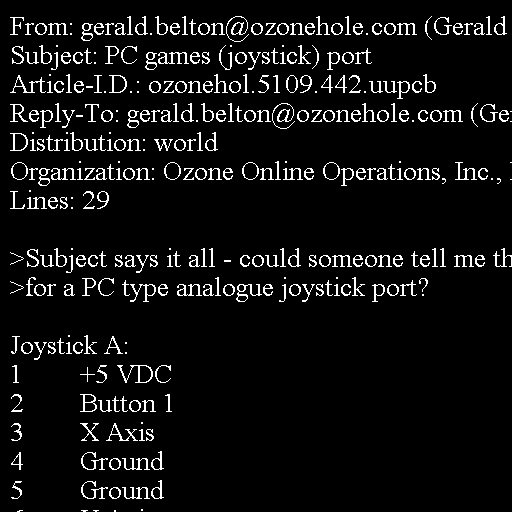 From: gerald.belton@ozonehole.com (Gerald
Subject: PC games (joystick) port
Article-I.D.: ozonehol.5109.442.uupcb
Reply-To: gerald.belton@ozonehole.com
Distribution: world
Organization: Ozone Online Operations, Inc.,
Lines: 29

>Subject says it all - could someone tell me
>for a PC type analogue joystick port?

Joystick A:
1 +5 VDC
2 Button 1
3 X Axis
4 Ground
5 Ground